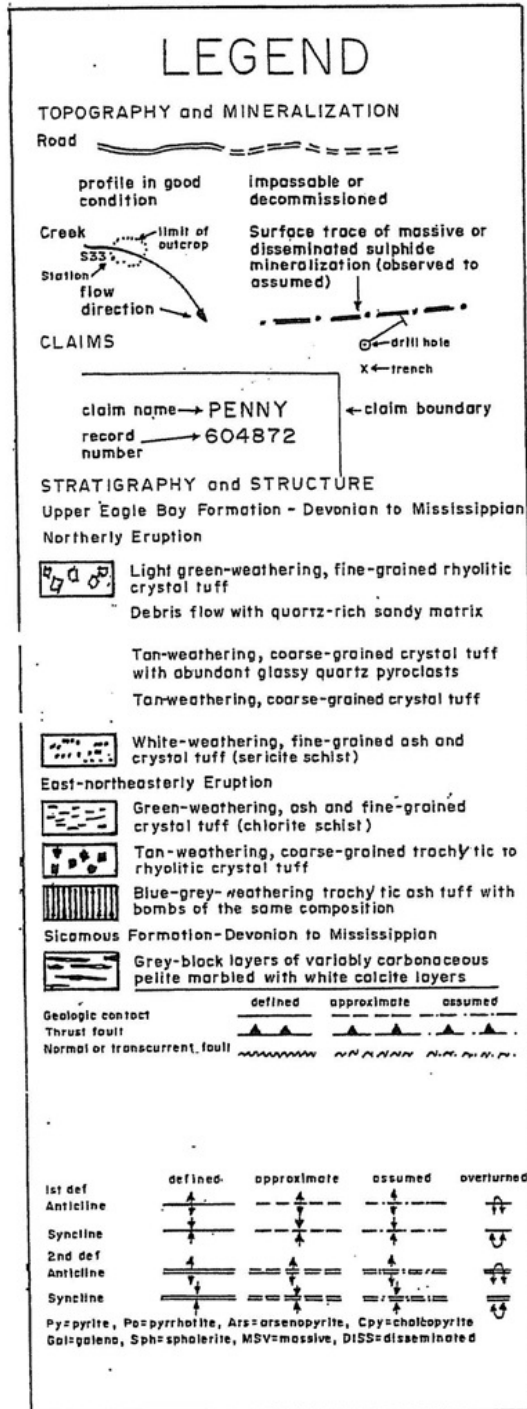 LEGEND
TOPOGRAPHY and MINERALIZATION
Road
profile in good condition
impassable or decommissioned
Creek
limit of outcrop
S33
Station
flow direction
Surface trace of massive or disseminated sulphide mineralization (observed to assumed)
drill hole
x trench
CLAIMS
claim name PENNY
claim boundary
record number 604872
STRATIGRAPHY and STRUCTURE
Upper Eagle Bay Formation - Devonian to Mississippian
Northerly Eruption
Light green-weathering, fine-grained rhyolitic
crystal tuff
Debris flow with quartz-rich sandy matrix
Tan-weathering, coarse-grained crystal tuff
with abundant glassy quartz pyroclasts
Tan-weathering, coarse-grained crystal tuff
White-weathering, fine-grained ash and
crystal tuff (sericite schist)
East-northeasterly Eruption
Green-weathering, ash and fine-grained
crystal tuff (chlorite schist)
Tan-weathering, coarse-grained trachytic to
rhyolitic crystal tuff
Blue-grey-weathering trachytic ash tuff with
bombs of the same composition
Sicamous Formation-Devonian to Mississippian
Grey-black layers of variably carbonaceous
pelite marbled with white calcite layers
defined approximate assumed
Geologic contact
Thrust fault
Normal or transcurrent fault
defined approximate assumed overturned
1st def
Anticline
Syncline
2nd def
Anticline
Syncline
Py=pyrite, Po=pyrrhotite, Ars=arsenopyrite, Cpy=chalcopyrite
Gal=galena, Sph=sphalerite, MSV=massive, DISS=disseminated